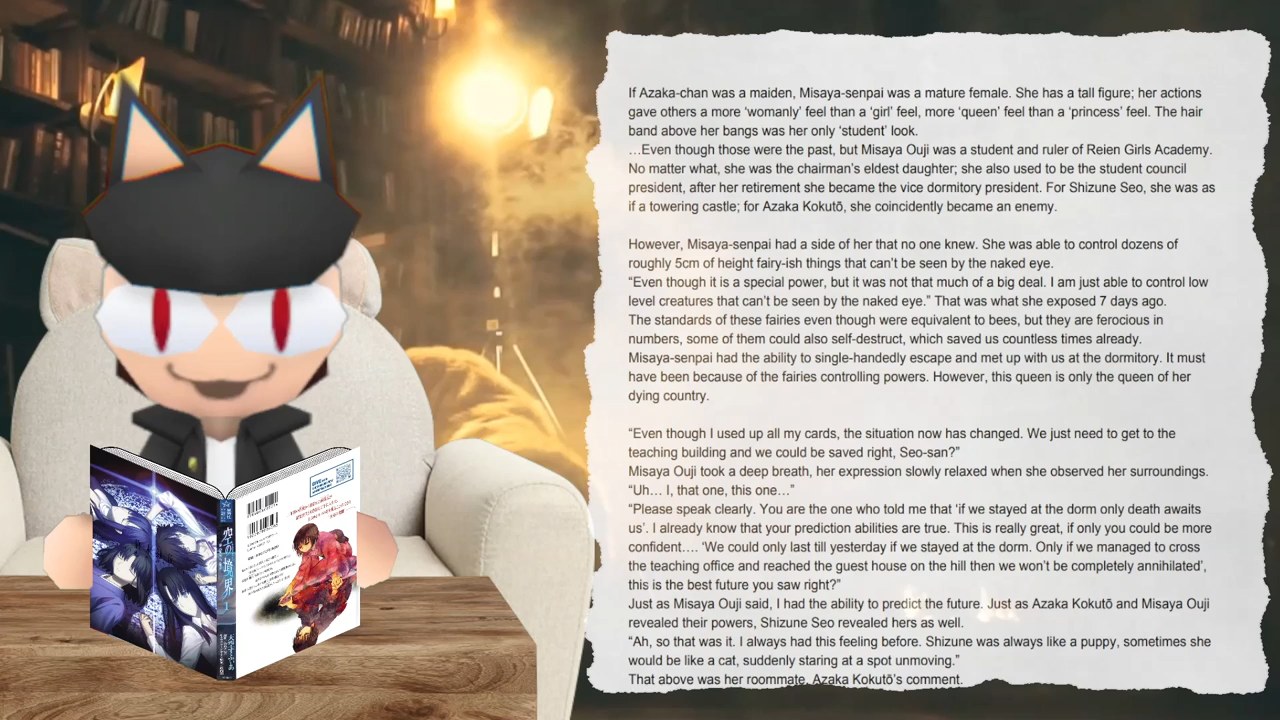 If Azaka-chan was a maiden, Misaya-senpai was a mature female. She has a tall figure; her actions
gave others a more ‘womanly’ feel than a ‘girl’ feel, more ‘queen’ feel than a ‘princess’ feel. The hair
band above her bangs was her only ‘student’ look.
…Even though those were the past, but Misaya Ouji was a student and ruler of Reien Girls Academy.
No matter what, she was the chairman’s eldest daughter; she also used to be the student council
president, after her retirement she became the vice dormitory president. For Shizune Seo, she was as
if a towering castle; for Azaka Kokutō, she coincidently became an enemy.
However, Misaya-senpai had a side of her that no one knew. She was able to control dozens of
roughly 5cm of height fairy-ish things that can’t be seen by the naked eye.
“Even though it is a special power, but it was not that much of a big deal. I am just able to control low
level creatures that can’t be seen by the naked eye.” That was what she exposed 7 days ago.
The standards of these fairies even though were equivalent to bees, but they are ferocious in
numbers, some of them could also self-destruct, which saved us countless times already.
Misaya-senpai had the ability to single-handedly escape and met up with us at the dormitory. It must
have been because of the fairies controlling powers. However, this queen is only the queen of her
dying country.
“Even though I used up all my cards, the situation now has changed. We just need to get to the
teaching building and we could be saved right, Seo-san?”
Misaya Ouji took a deep breath, her expression slowly relaxed when she observed her surroundings.
“Uh… I, that one, this one…”
“Please speak clearly. You are the one who told me that ‘if we stayed at the dorm only death awaits
us’. I already know that your prediction abilities are true. This is really great, if only you could be more
confident…. ‘We could only last till yesterday if we stayed at the dorm. Only if we managed to cross
the teaching office and reached the guest house on the hill then we won’t be completely annihilated’,
this is the best future you saw right?”
Just as Misaya Ouji said, I had the ability to predict the future. Just as Azaka Kokutō and Misaya Ouji
revealed their powers, Shizune Seo revealed hers as well.
“Ah, so that was it. I always had this feeling before. Shizune was always like a puppy, sometimes she
would be like a cat, suddenly staring at a spot unmoving.”
That above was her roommate, Azaka Kokutō’s comment.
空の境界
1